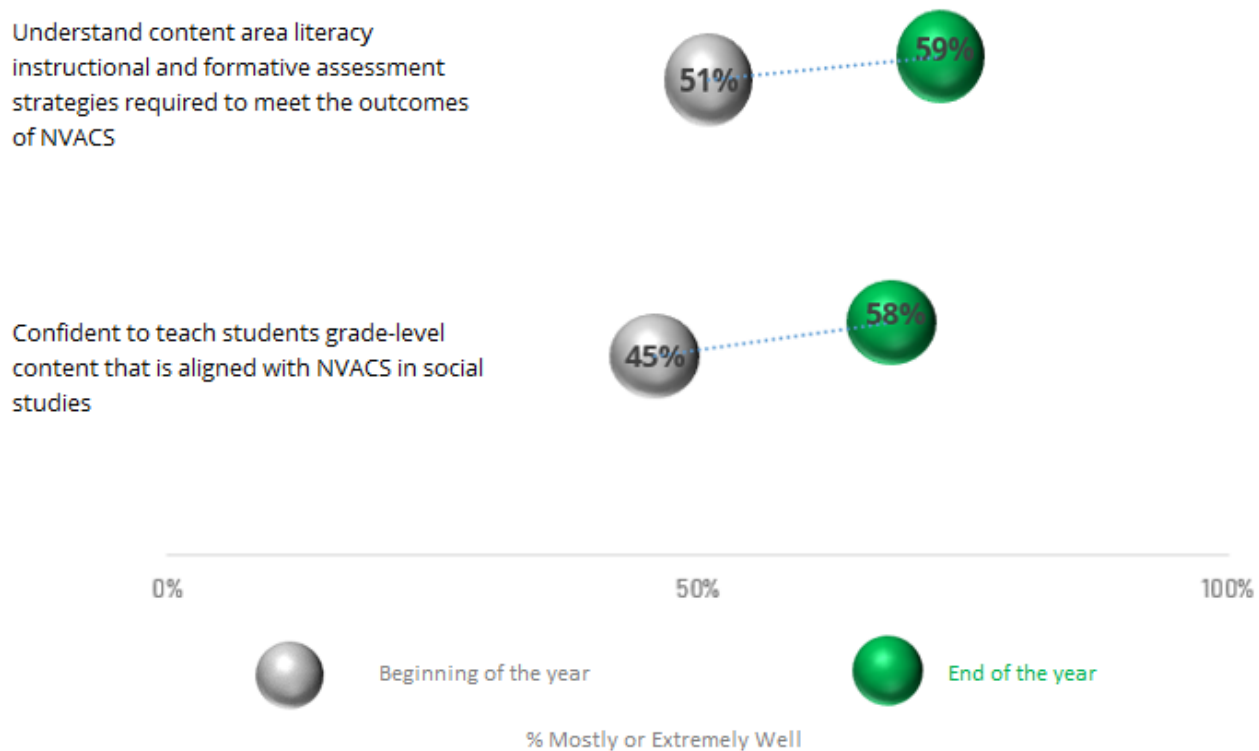 Understand content area literacy
instructional and formative assessment
strategies required to meet the outcomes
of NVACS
51%
59%
Confident to teach students grade-level
content that is aligned with NVACS in social
studies
45%
58%
0%
50%
100%
Beginning of the year
End of the year
% Mostly or Extremely Well